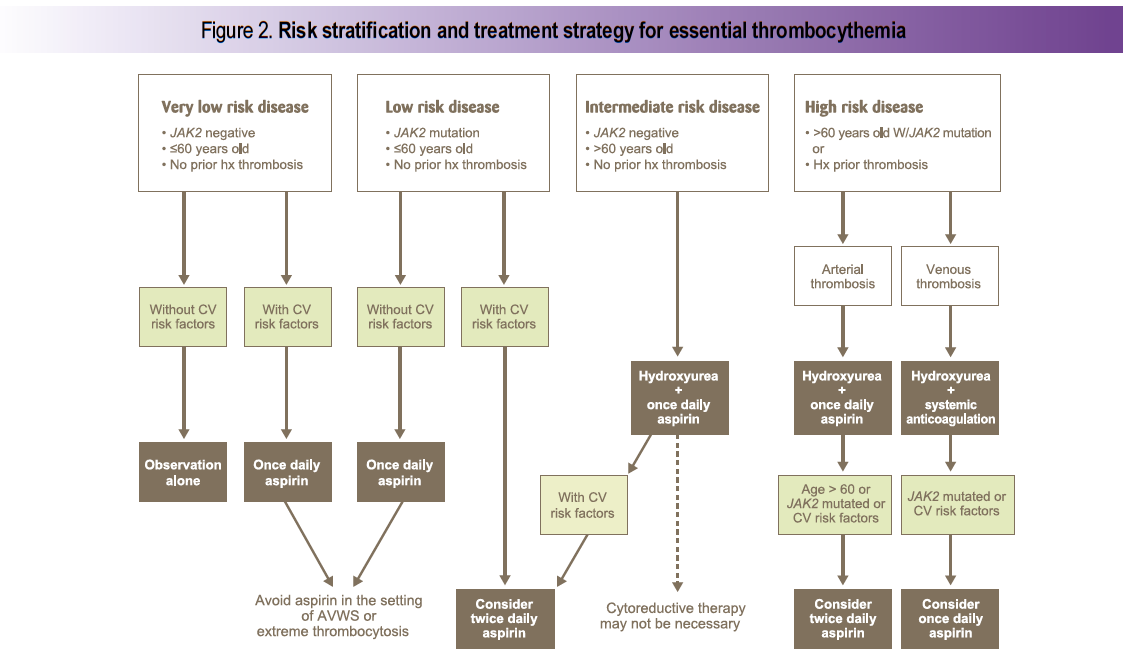 Figure 2. Risk stratification and treatment strategy for essential thrombocythemia
Very low risk disease
• JAK2 negative
• ≤60 years old
• No prior hx thrombosis
Low risk disease
• JAK2 mutation
• ≤60 years old
• No prior hx thrombosis
Intermediate risk disease
• JAK2 negative
• >60 years old
• No prior hx thrombosis
High risk disease
• >60 years old W/JAK2 mutation
or
• Hx prior thrombosis
Arterial
thrombosis
Venous
thrombosis
Without CV
risk factors
With CV
risk factors
Without CV
risk factors
With CV
risk factors
Hydroxyurea
+
once daily
aspirin
Hydroxyurea
+
once daily
aspirin
Hydroxyurea
+
systemic
anticoagulation
Observation
alone
Once daily
aspirin
Once daily
aspirin
With CV
risk factors
Age > 60 or
JAK2 mutated or
CV risk factors
JAK2 mutated or
CV risk factors
Avoid aspirin in the setting
of AVWS or
extreme thrombocytosis
Consider
twice daily
aspirin
Cytoreductive therapy
may not be necessary
Consider
twice daily
aspirin
Consider
once daily
aspirin